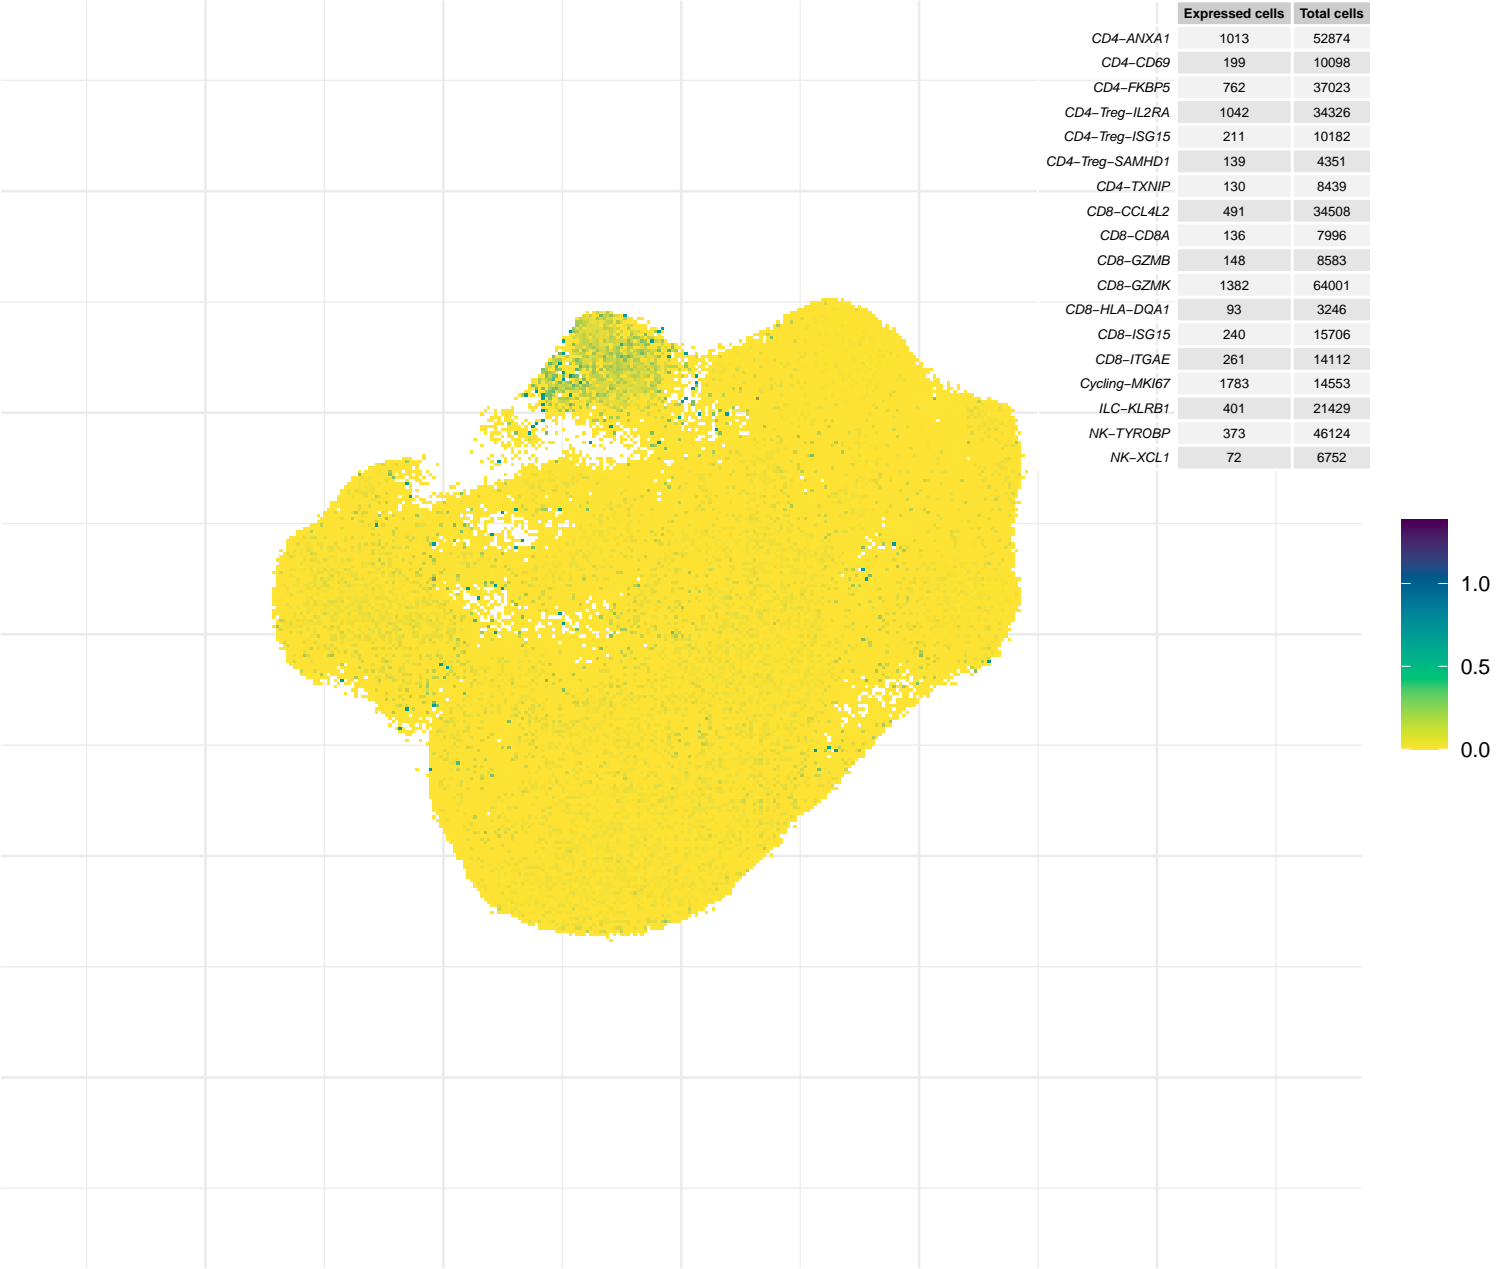 Expressed cells Total cells
CD4−ANXA1 1013 52874
CD4−CD69 199 10098
CD4−FKBP5 762 37023
CD4−Treg−IL2RA 1042 34326
CD4−Treg−ISG15 211 10182
CD4−Treg−SAMHD1 139 4351
CD4−TXNIP 130 8439
CD8−CCL4L2 491 34508
CD8−CD8A 136 7996
CD8−GZMB 148 8583
CD8−GZMK 1382 64001
CD8−HLA−DQA1 93 3246
CD8−ISG15 240 15706
CD8−ITGAE 261 14112
Cycling−MKI67 1783 14553
ILC−KLRB1 401 21429
NK−TYROBP 373 46124
NK−XCL1 72 6752
1.0
0.5
0.0